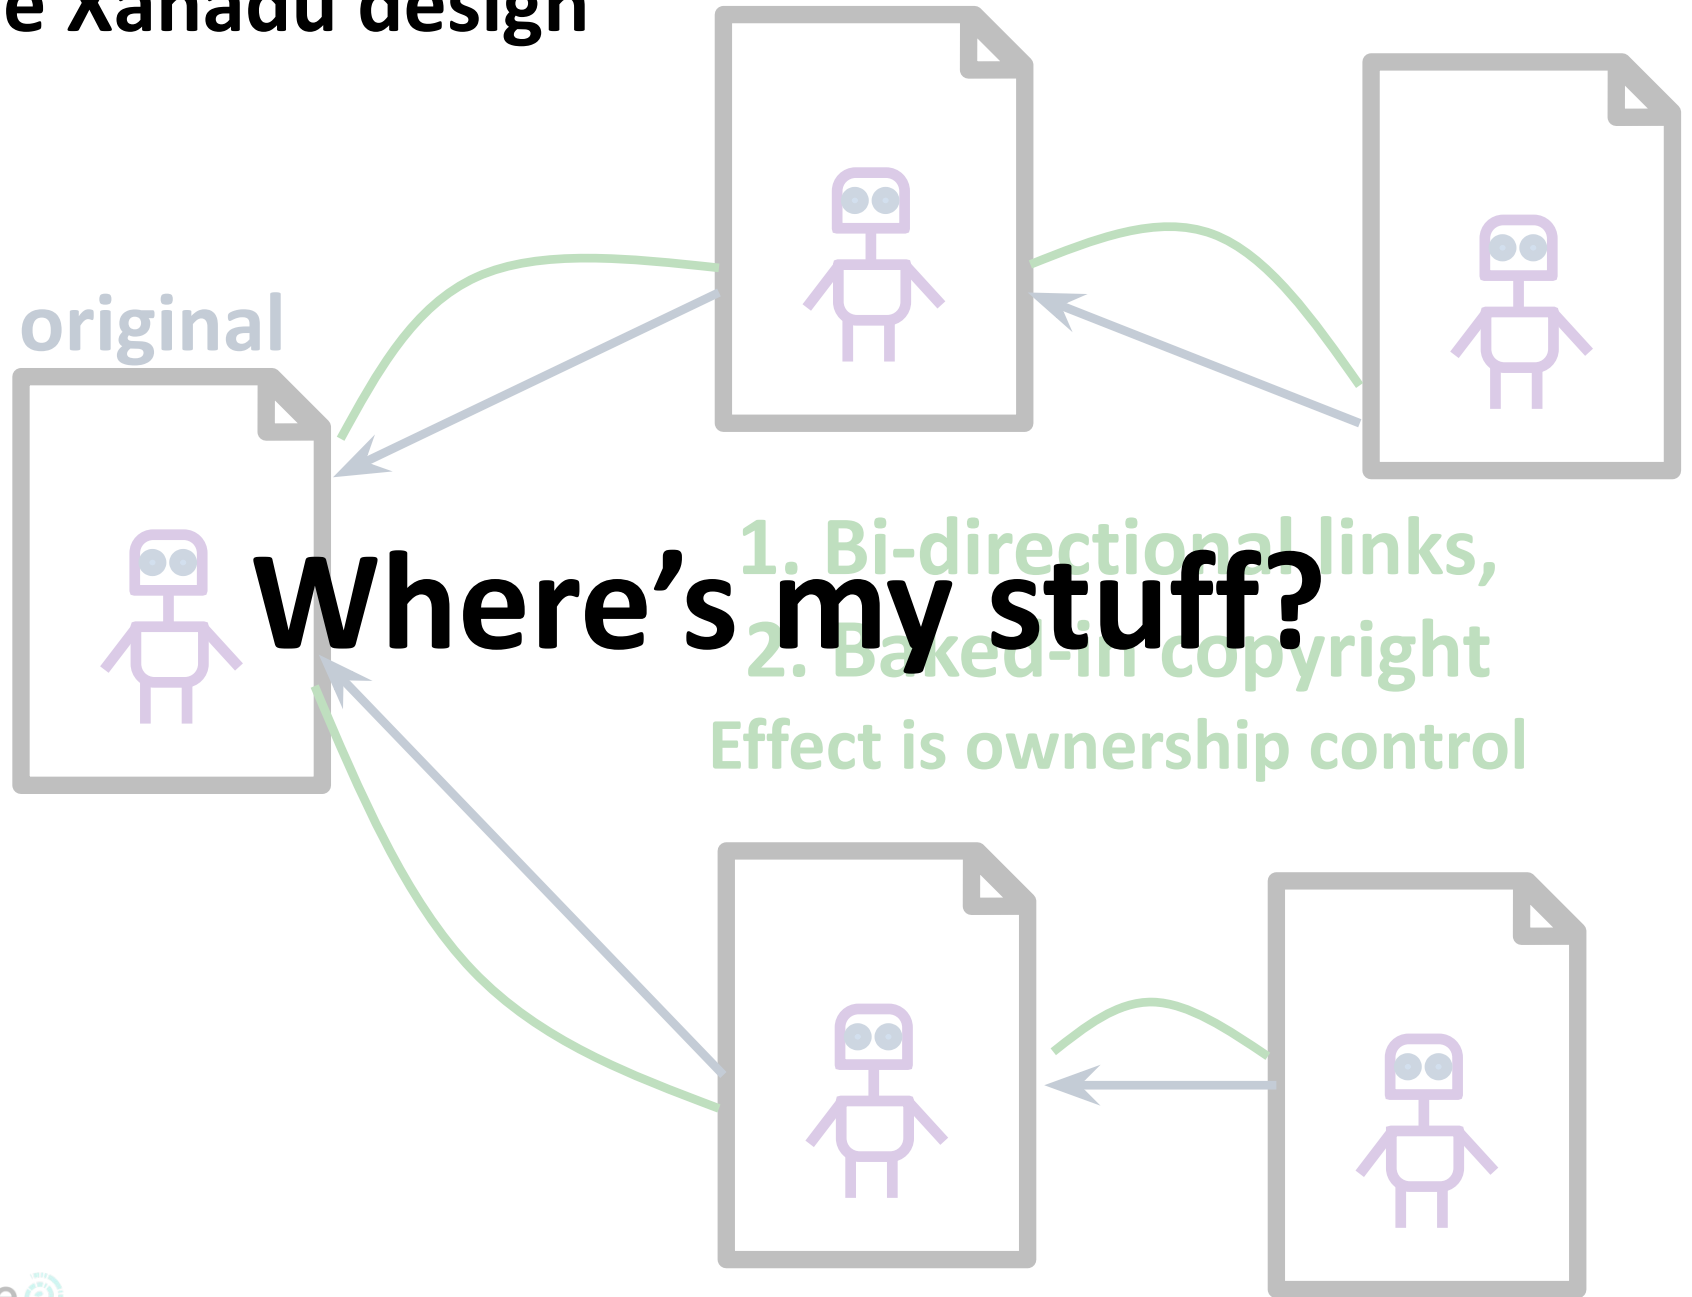 e Xanadu design
original
1. Bi-directional links,
Where's my stuff?
2. Baked-in copyright
Effect is ownership control
e